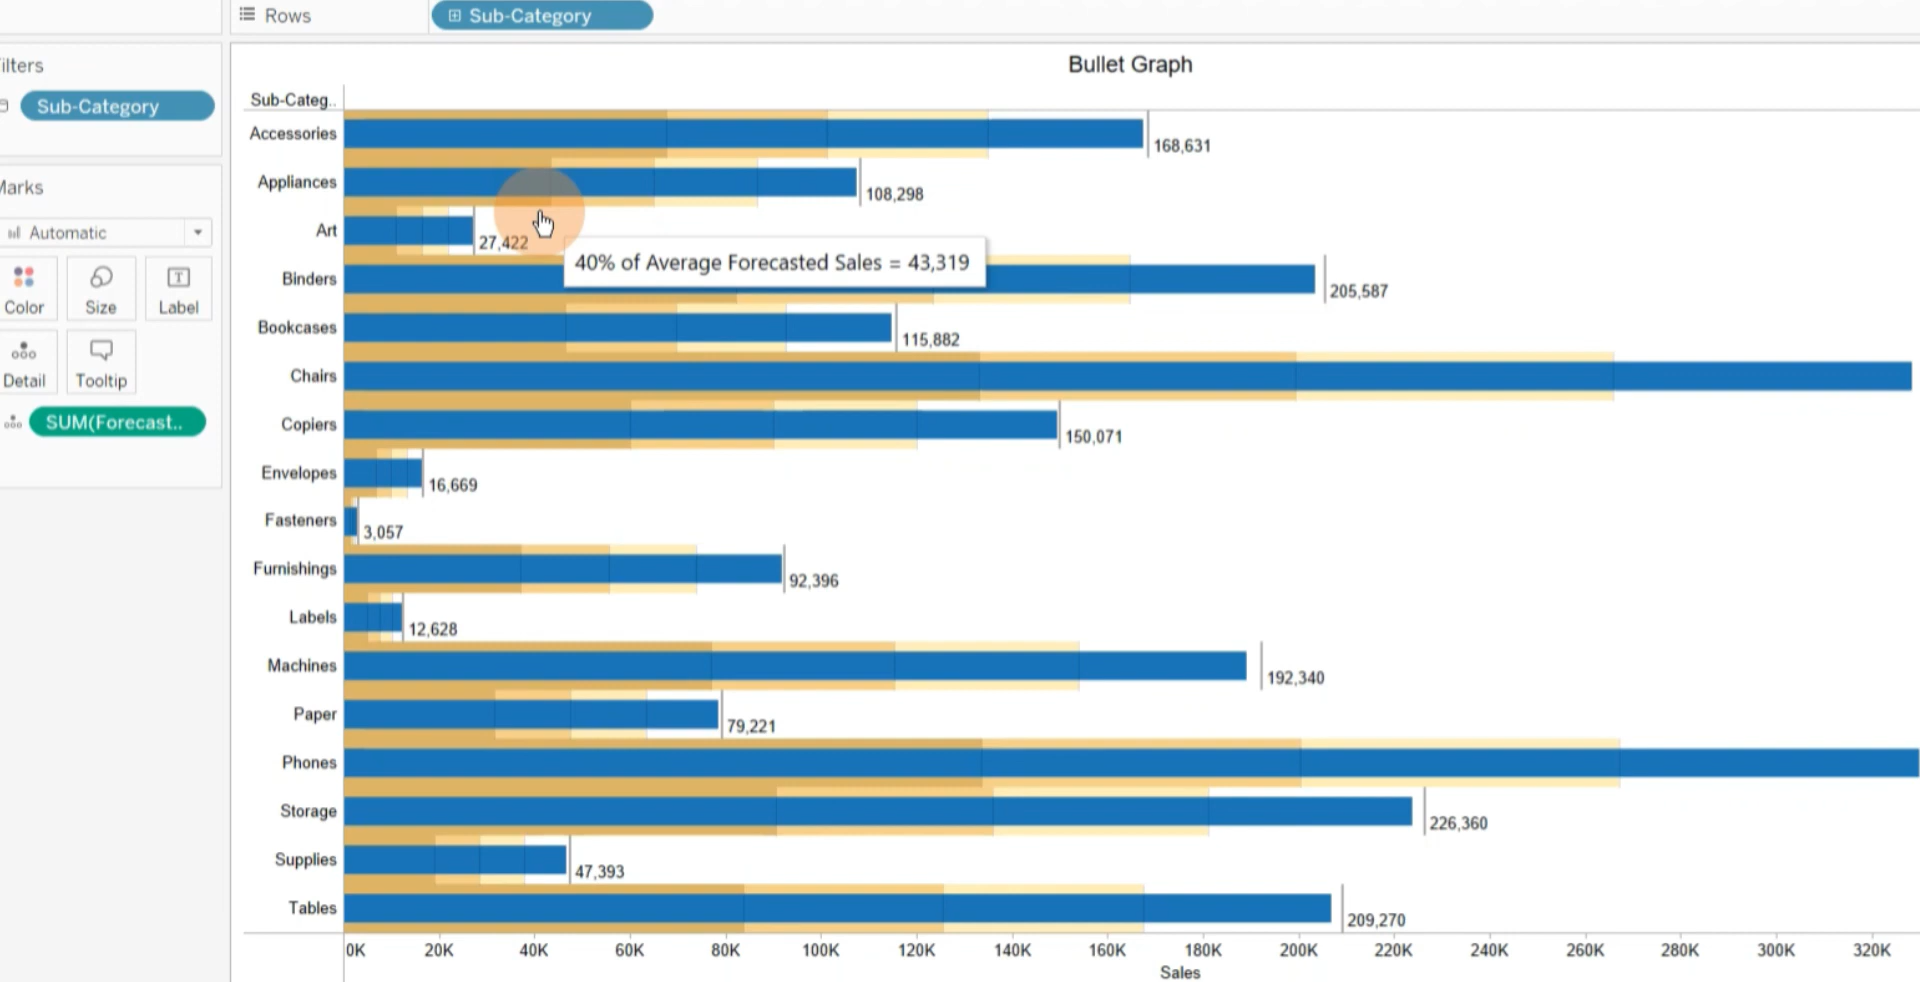 Rows
Sub-Category
ilters
Sub-Category
Marks
Automatic
Color
Size
Label
Detail
Tooltip
SUM(Forecast..
Bullet Graph
Sub-Categ..
Accessories
168,631
Appliances
108,298
Art
27,422
40% of Average Forecasted Sales = 43,319
Binders
205,587
Bookcases
115,882
Chairs
Copiers
150,071
Envelopes
16,669
Fasteners
3,057
Furnishings
92,396
Labels
12,628
Machines
192,340
Paper
79,221
Phones
Storage
226,360
Supplies
47,393
Tables
209,270
0K 20K 40K 60K 80K 100K 120K 140K 160K 180K 200K 220K 240K 260K 280K 300K 320K
Sales